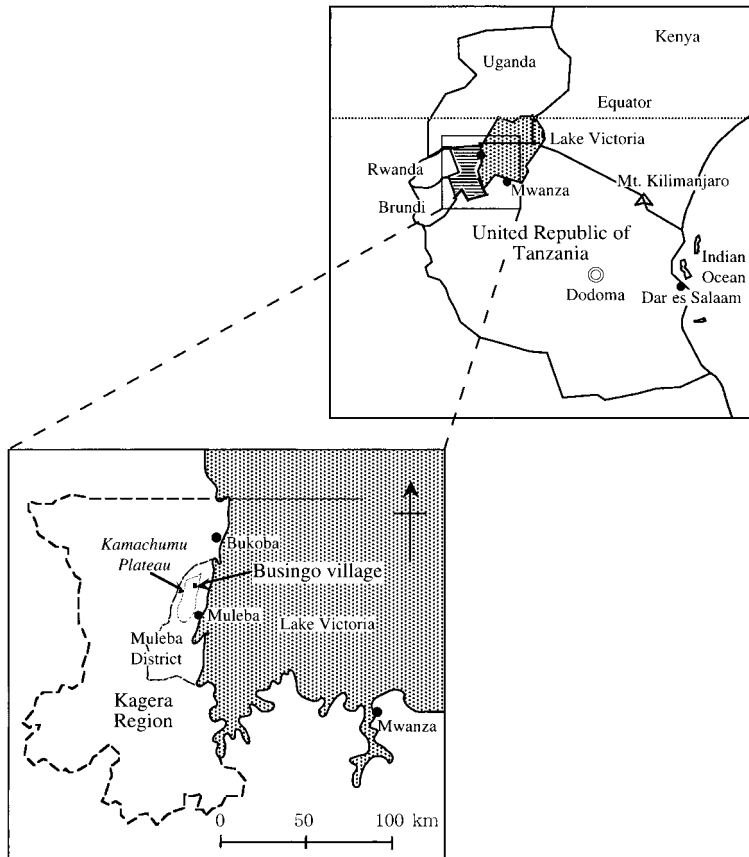 Kenya
Uganda
Equator
Lake Victoria
Rwanda
Mt. Kilimanjaro
Mwanza
Brundi
United Republic of
Tanzania
Indian
Ocean
Dodoma
Dar es Salaam
Bukoba
Kamachumu
Plateau
Busingo village
Muleba
Lake Victoria
Muleba
District
Kagera
Region
Mwanza
0 50 100 km